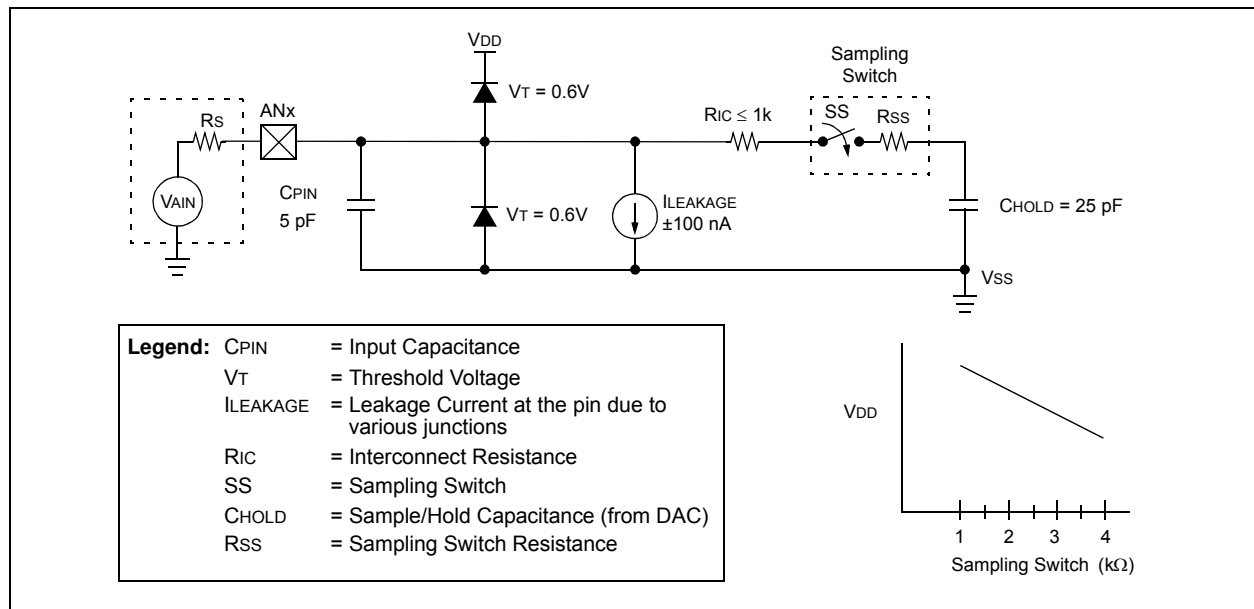 VDD
Sampling
Switch
VT = 0.6V
ANx
RS
RIC ≤ 1k
SS
RSS
VAIN
CPIN
5 pF
VT = 0.6V
ILEAKAGE
±100 nA
CHOLD = 25 pF
VSS
Legend: CPIN = Input Capacitance
VT = Threshold Voltage
ILEAKAGE = Leakage Current at the pin due to
various junctions
RIC = Interconnect Resistance
SS = Sampling Switch
CHOLD = Sample/Hold Capacitance (from DAC)
RSS = Sampling Switch Resistance
VDD
1 2 3 4
Sampling Switch (kΩ)